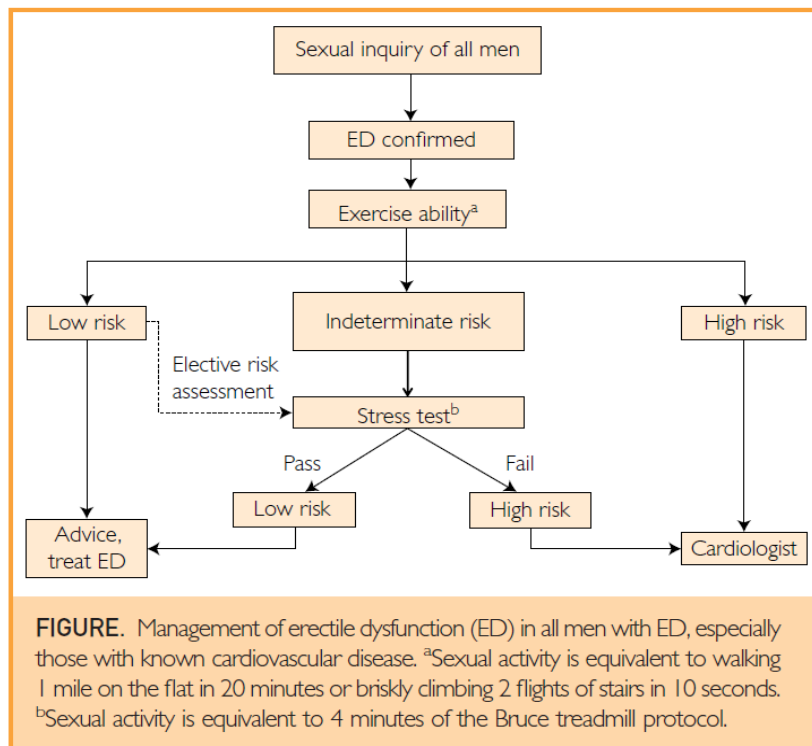 Sexual inquiry of all men
ED confirmed
Exercise abilityᵃ
Low risk
Indeterminate risk
High risk
Elective risk
assessment
Stress testᵇ
Pass
Fail
Low risk
High risk
Advice,
treat ED
Cardiologist
FIGURE. Management of erectile dysfunction (ED) in all men with ED, especially
those with known cardiovascular disease. ᵃSexual activity is equivalent to walking
1 mile on the flat in 20 minutes or briskly climbing 2 flights of stairs in 10 seconds.
ᵇSexual activity is equivalent to 4 minutes of the Bruce treadmill protocol.